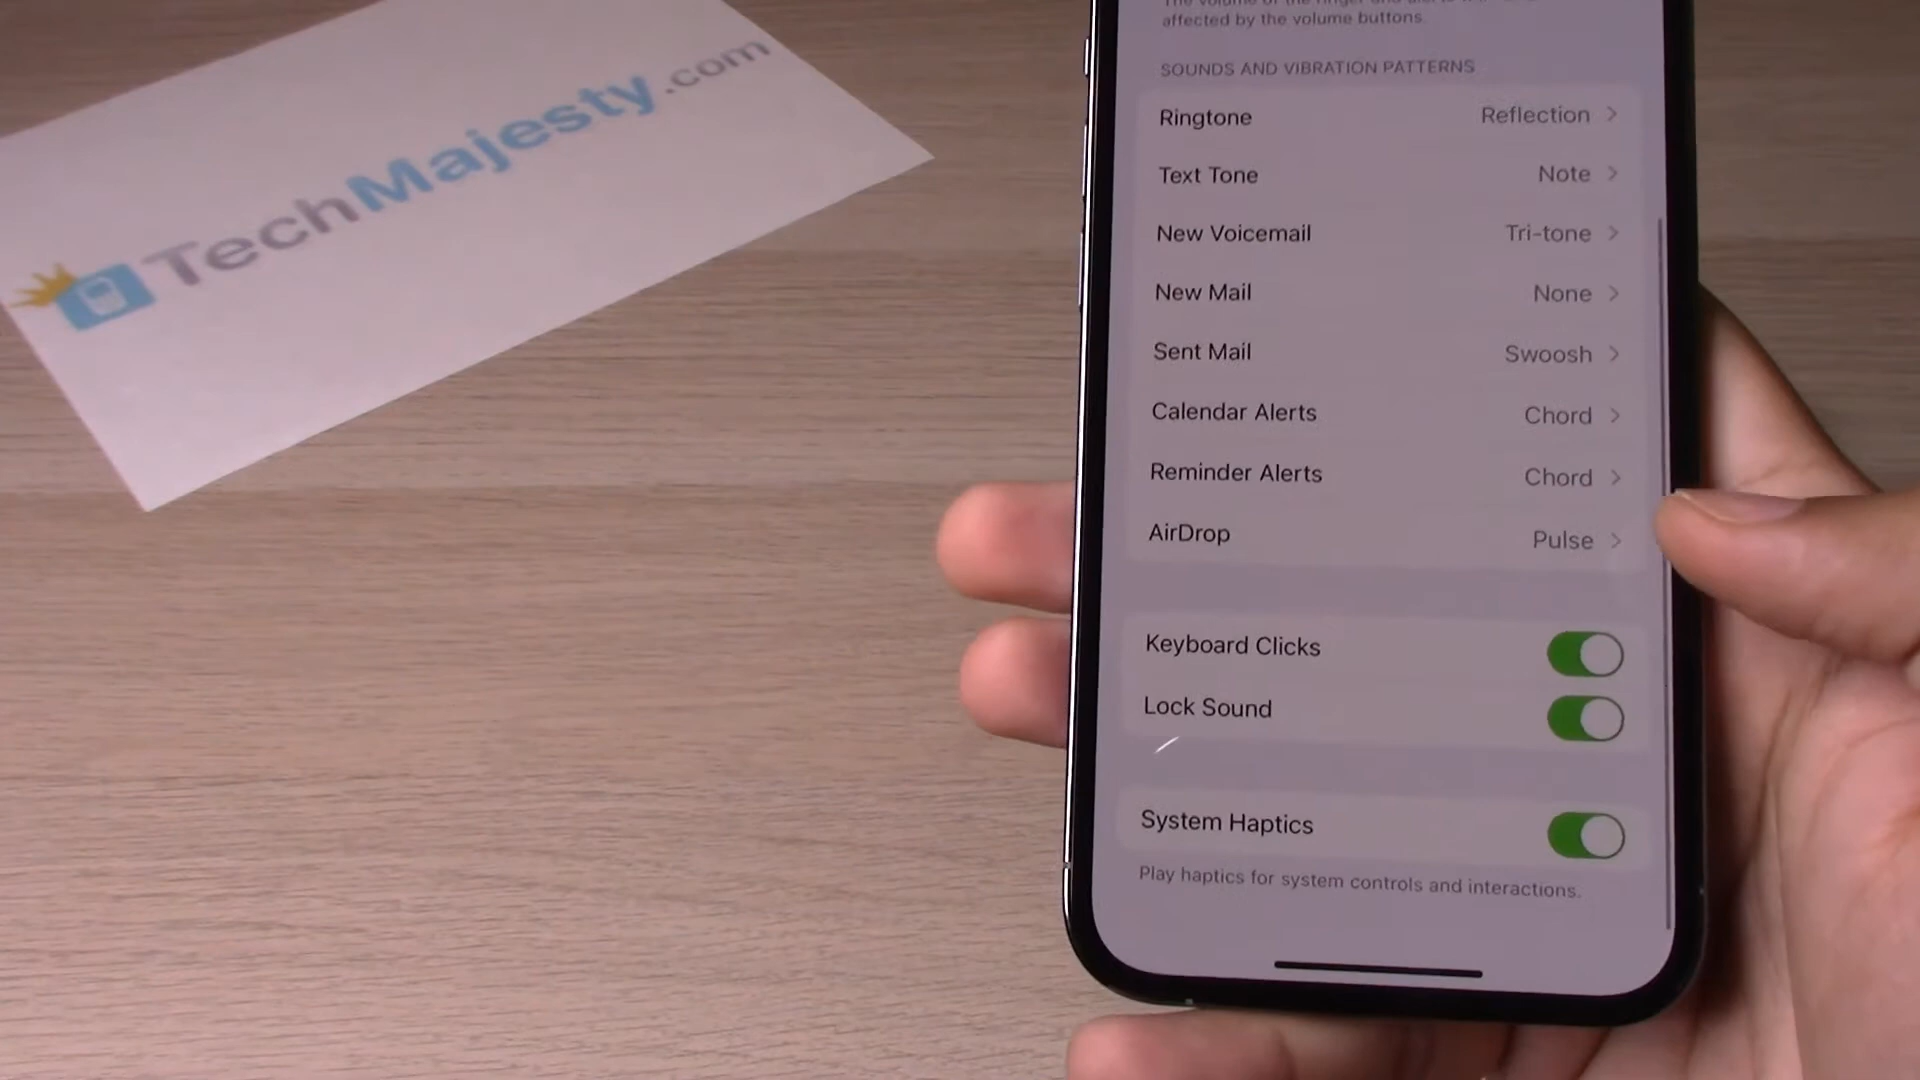 TechMajesty.com
affected by the volume buttons.
SOUNDS AND VIBRATION PATTERNS
Ringtone Reflection
Text Tone Note
New Voicemail Tri-tone
New Mail None
Sent Mail Swoosh
Calendar Alerts Chord
Reminder Alerts Chord
AirDrop Pulse
Keyboard Clicks
Lock Sound
System Haptics
Play haptics for system controls and interactions.